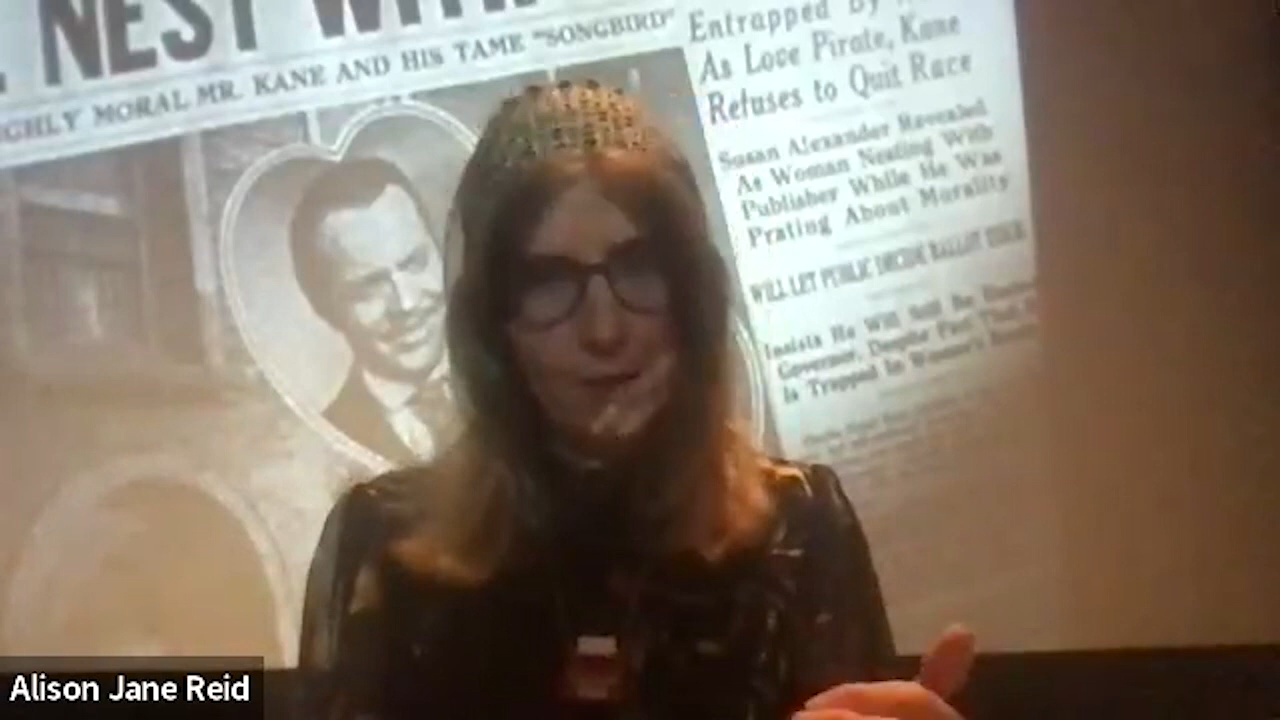 NEST WITH
GHLY MORAL MR. KANE AND HIS TAME "SONGBIRD"
Entrapped By
As Love Pirate, Kane
Refuses to Quit Race
Susan Alexander Revealed
As Woman Nesting With
Publisher While He Was
Prating About Morality
WILL LET PUBLIC DECIDE BALLOT ISSUE
Insists He Will Still Be
Governor, Despite Fact That
Is Trapped In Woman's
Alison Jane Reid